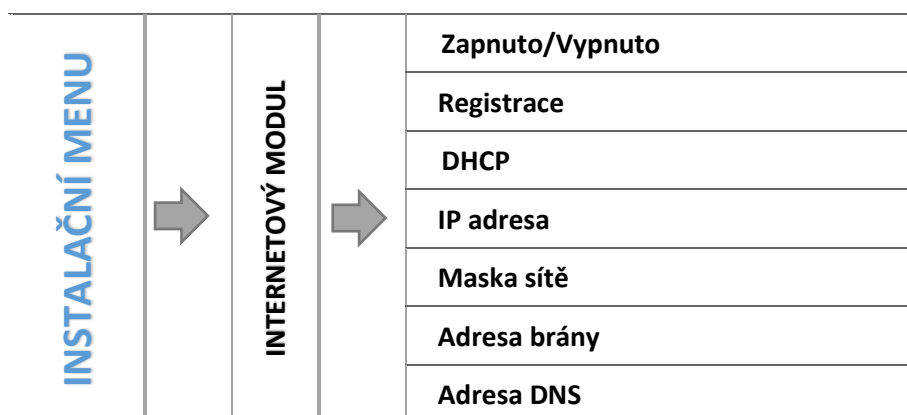 INSTALAČNÍ MENU
INTERNETOVÝ MODUL
Zapnuto/Vypnuto
Registrace
DHCP
IP adresa
Maska sítě
Adresa brány
Adresa DNS